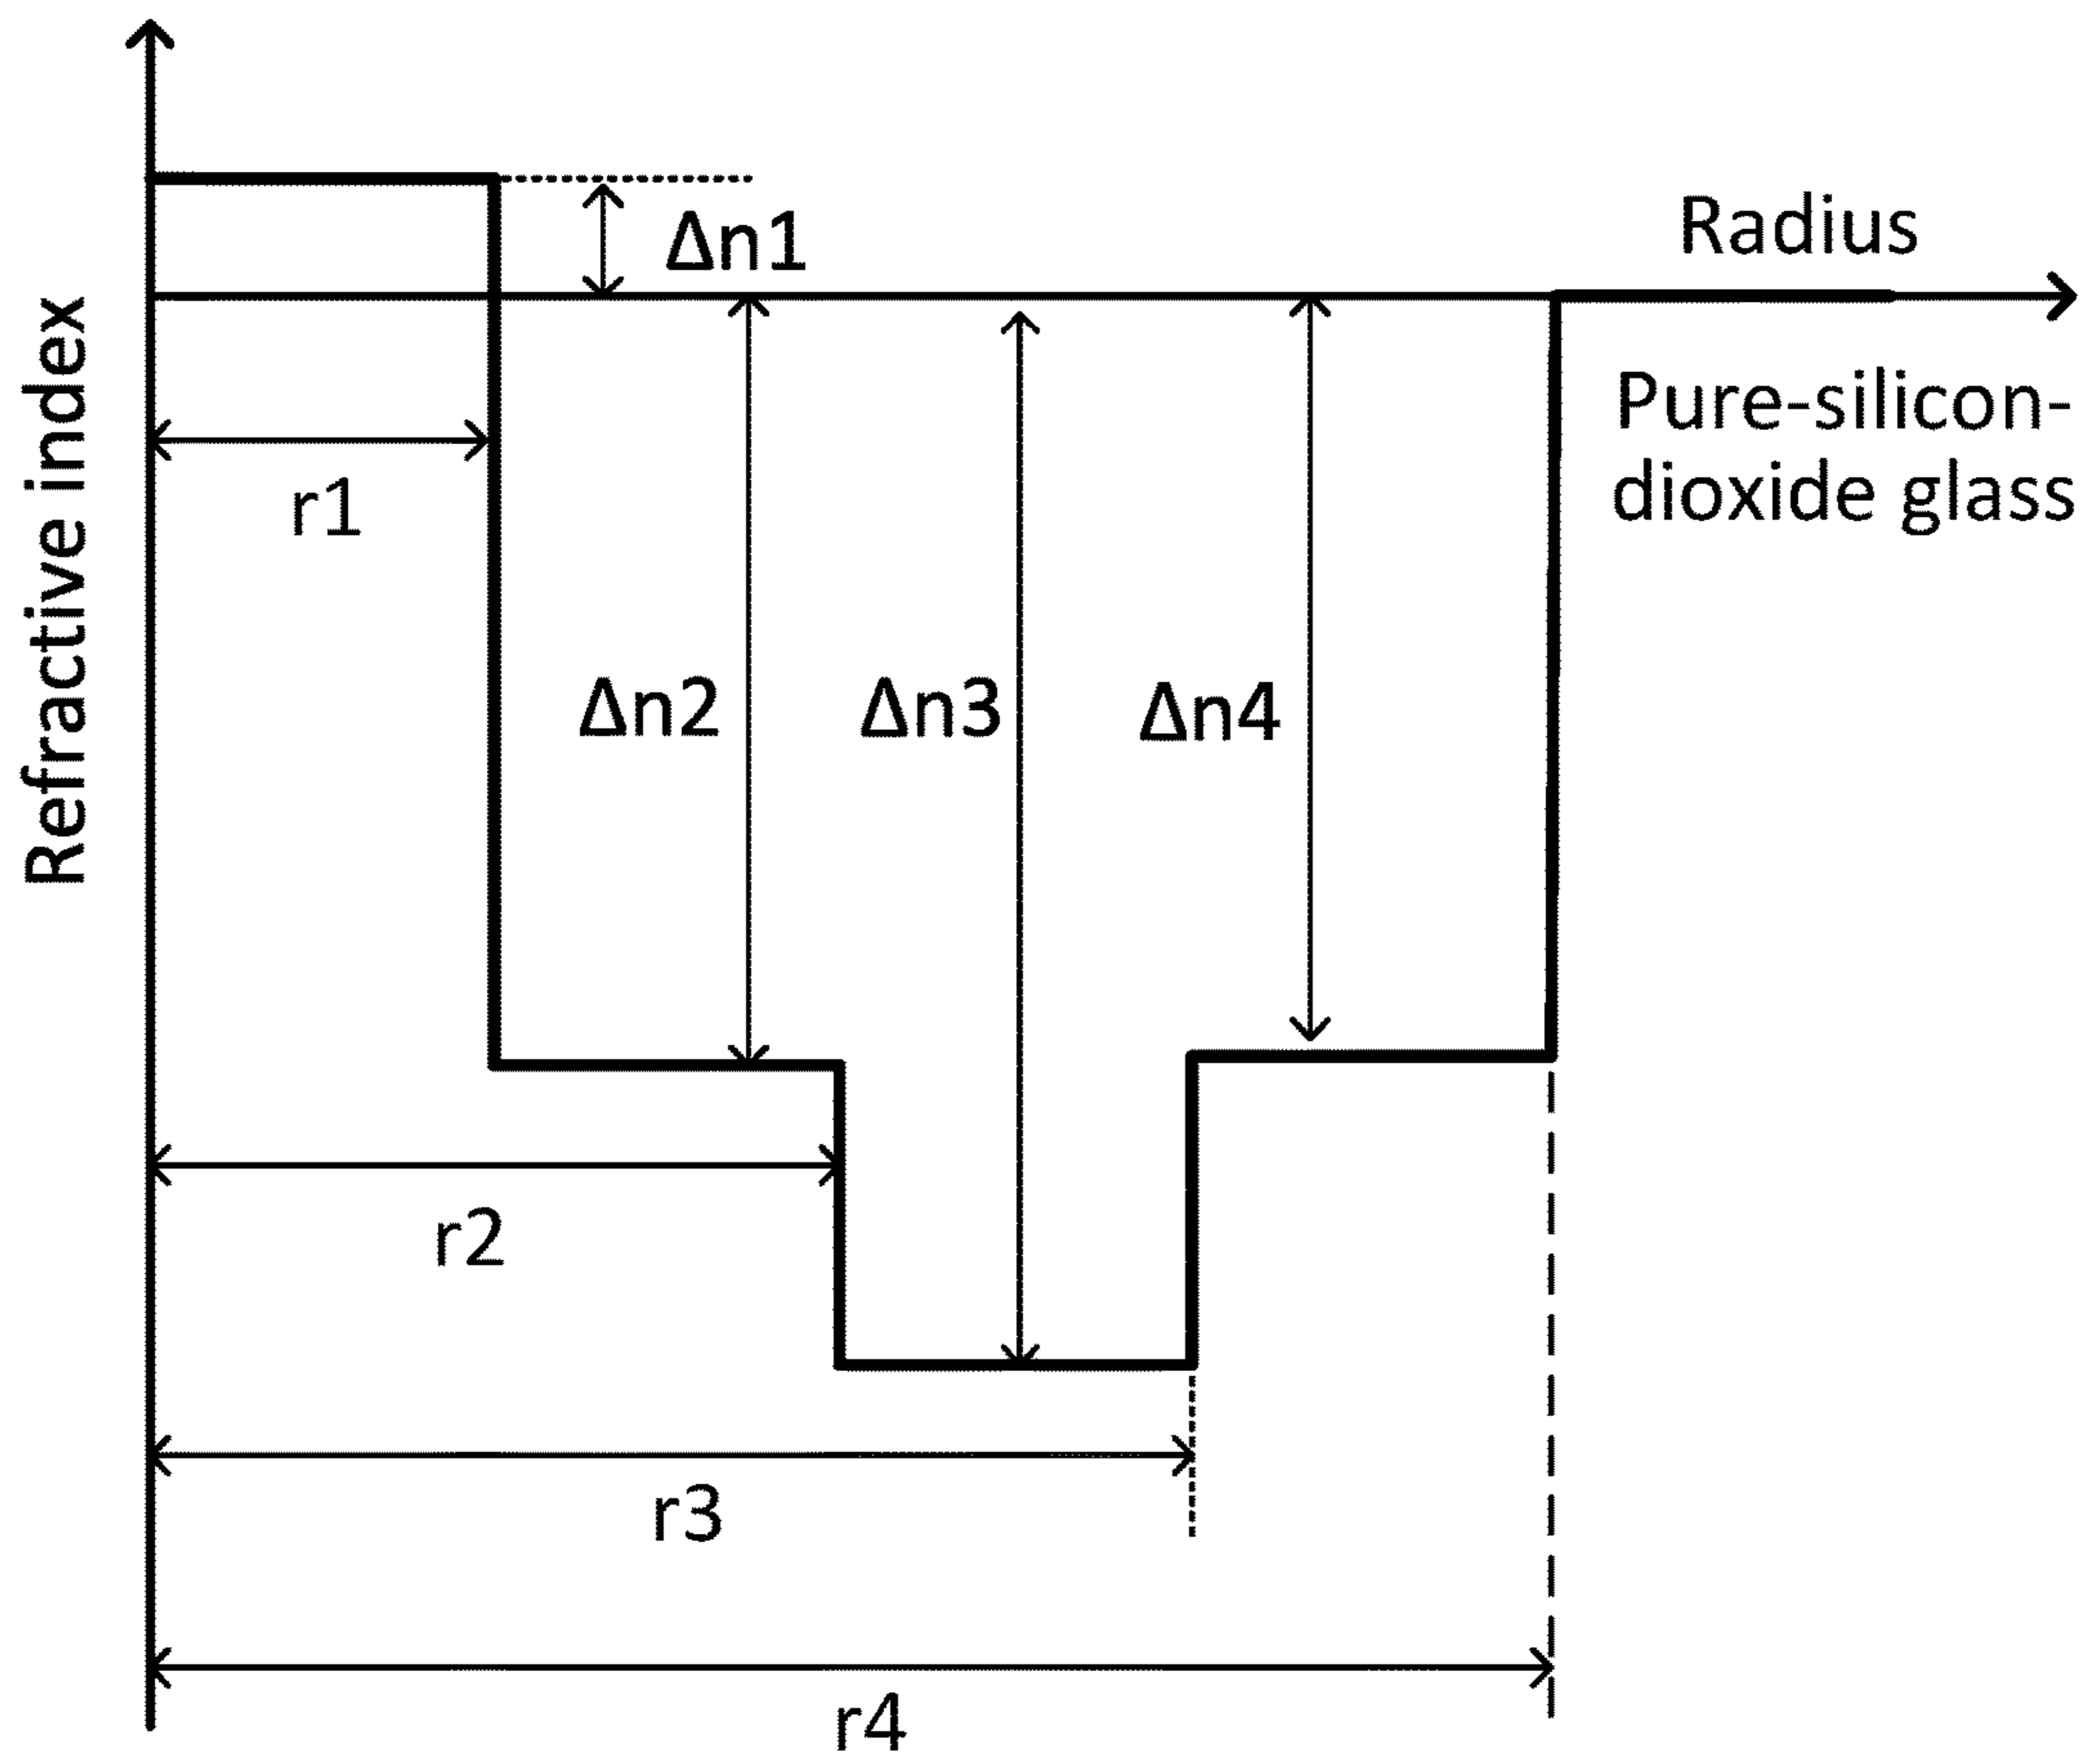 Refractive index
Δn1
Radius
Pure-silicon-
dioxide glass
r1
Δn2
Δn3
Δn4
r2
r3
r4